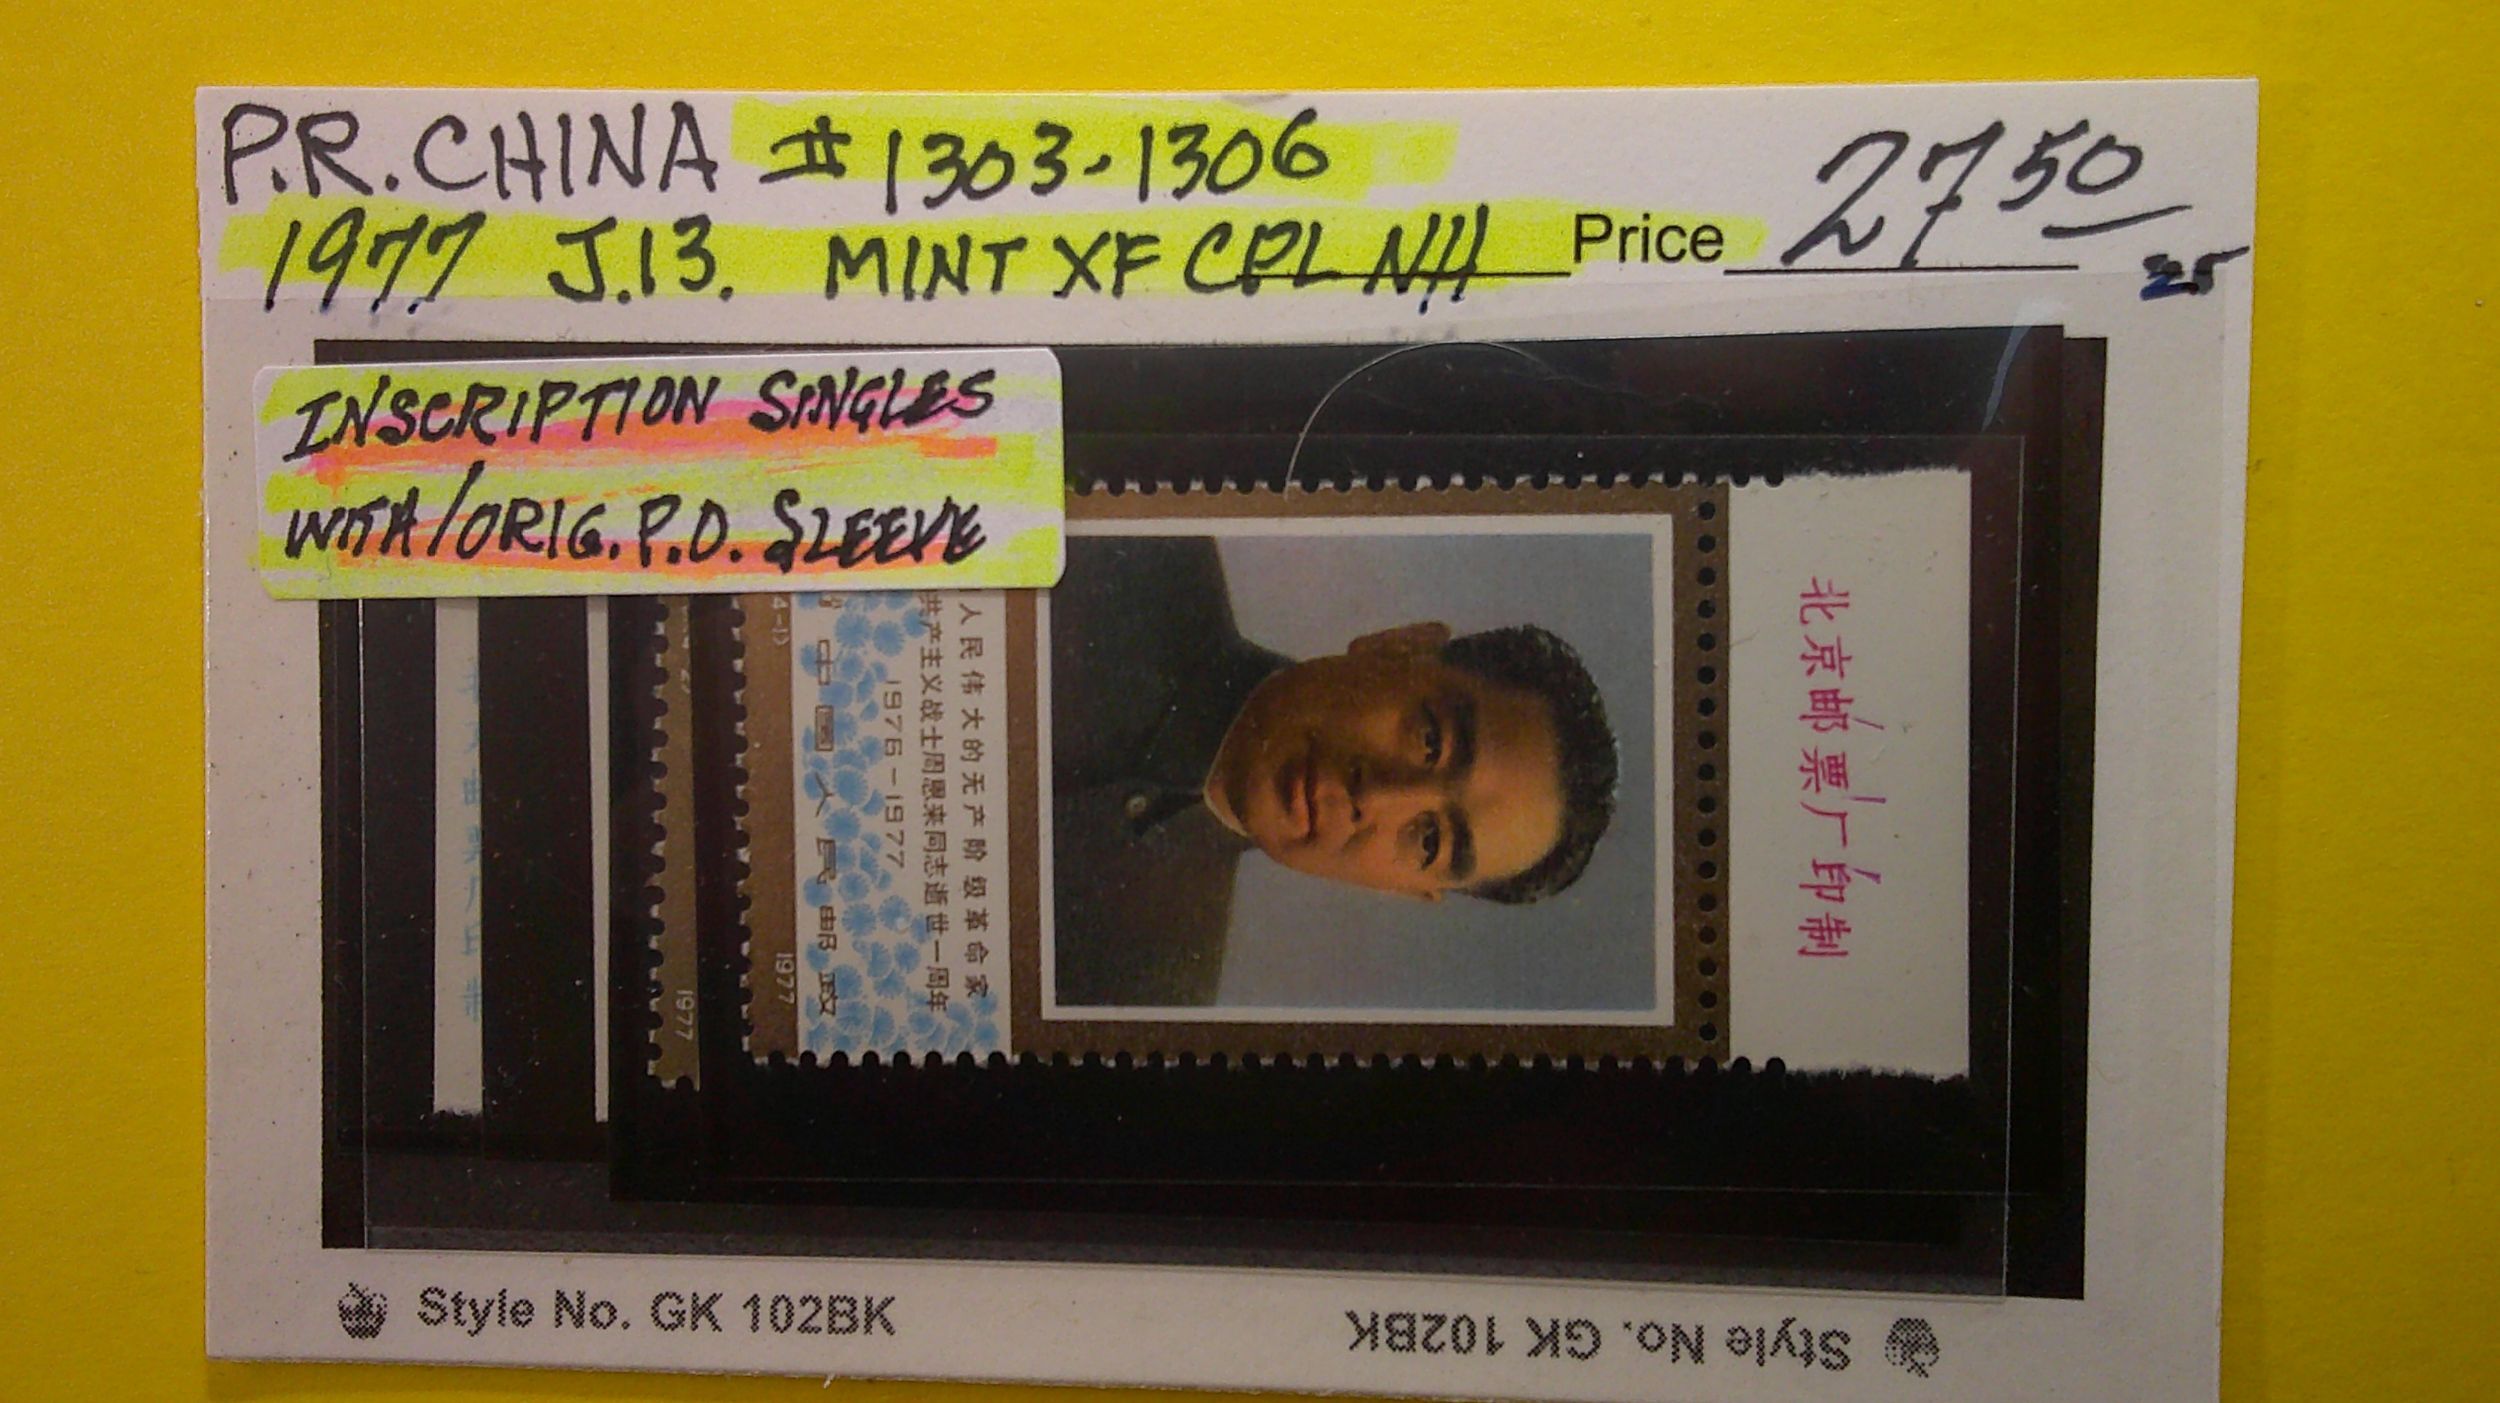 P.R. CHINA # 1303-1306
1977 J.13. MINT XF CPL NH Price 27 50
25
INSCRIPTION SINGLES
WITH/ORIG. P.O. SLEEVE
北京邮票厂印制
人民伟大的无产阶级革命家
共产主义战士周恩来同志逝世一周年
1976-1977
中国人民邮政
4-1)
1977
1977
Style No. GK 102BK
Style No. GK 102BK